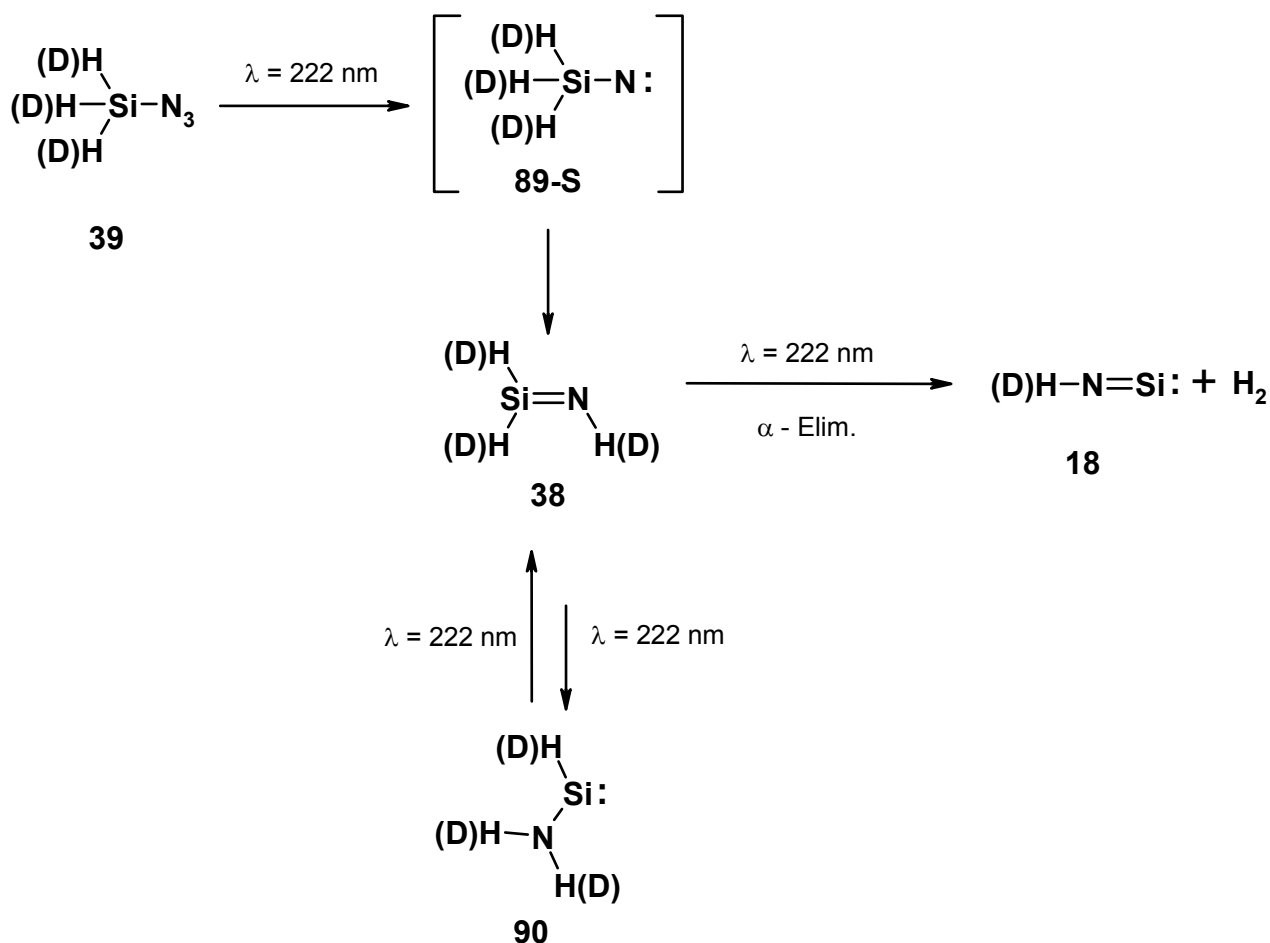 (D)H
(D)H–Si–N₃
(D)H
39
λ = 222 nm
(D)H
(D)H–Si–N:
(D)H
89-S
(D)H
Si=N
(D)H
H(D)
38
λ = 222 nm
α - Elim.
(D)H–N=Si: + H₂
18
λ = 222 nm
λ = 222 nm
(D)H
Si:
(D)H–N
H(D)
90